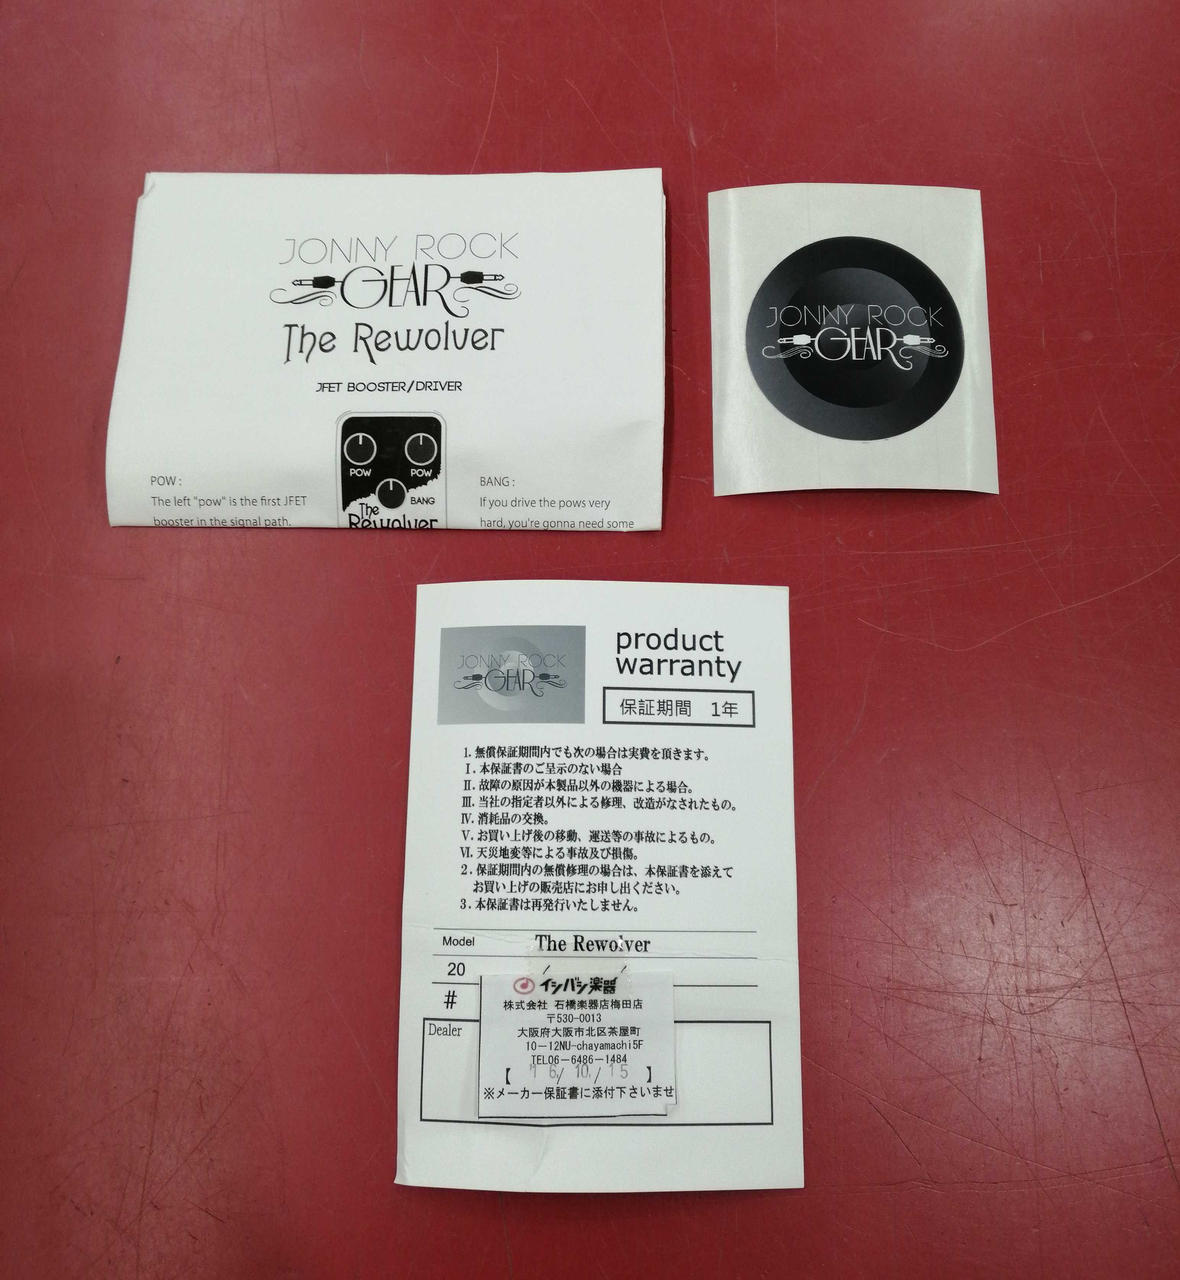 JONNY ROCK
GEAR
The Rewolver
JFET BOOSTER/DRIVER
POW
POW
BANG
The
Rewolver
POW :
The left "pow" is the first JFET
booster in the signal path.
BANG :
If you drive the pows very
hard, you're gonna need some
JONNY ROCK
GEAR
JONNY ROCK
GEAR
product
warranty
保証期間 1年
1. 無償保証期間内でも次の場合は実費を頂きます。
Ⅰ. 本保証書のご呈示のない場合
Ⅱ. 故障の原因が本製品以外の機器による場合。
Ⅲ. 当社の指定者以外による修理、改造がなされたもの。
Ⅳ. 消耗品の交換。
Ⅴ. お買い上げ後の移動、運送等の事故によるもの。
Ⅵ. 天災地変等による事故及び損傷。
2. 保証期間内の無償修理の場合は、本保証書を添えて
お買い上げの販売店にお申し出ください。
3. 本保証書は再発行いたしません。
Model The Rewolver
20 / /
#
Dealer
イシバシ楽器
株式会社 石橋楽器店梅田店
〒530-0013
大阪府大阪市北区茶屋町
10－12NU-chayamachi5F
TEL06－6486－1484
【 '16/10/15 】
※メーカー保証書に添付下さいませ